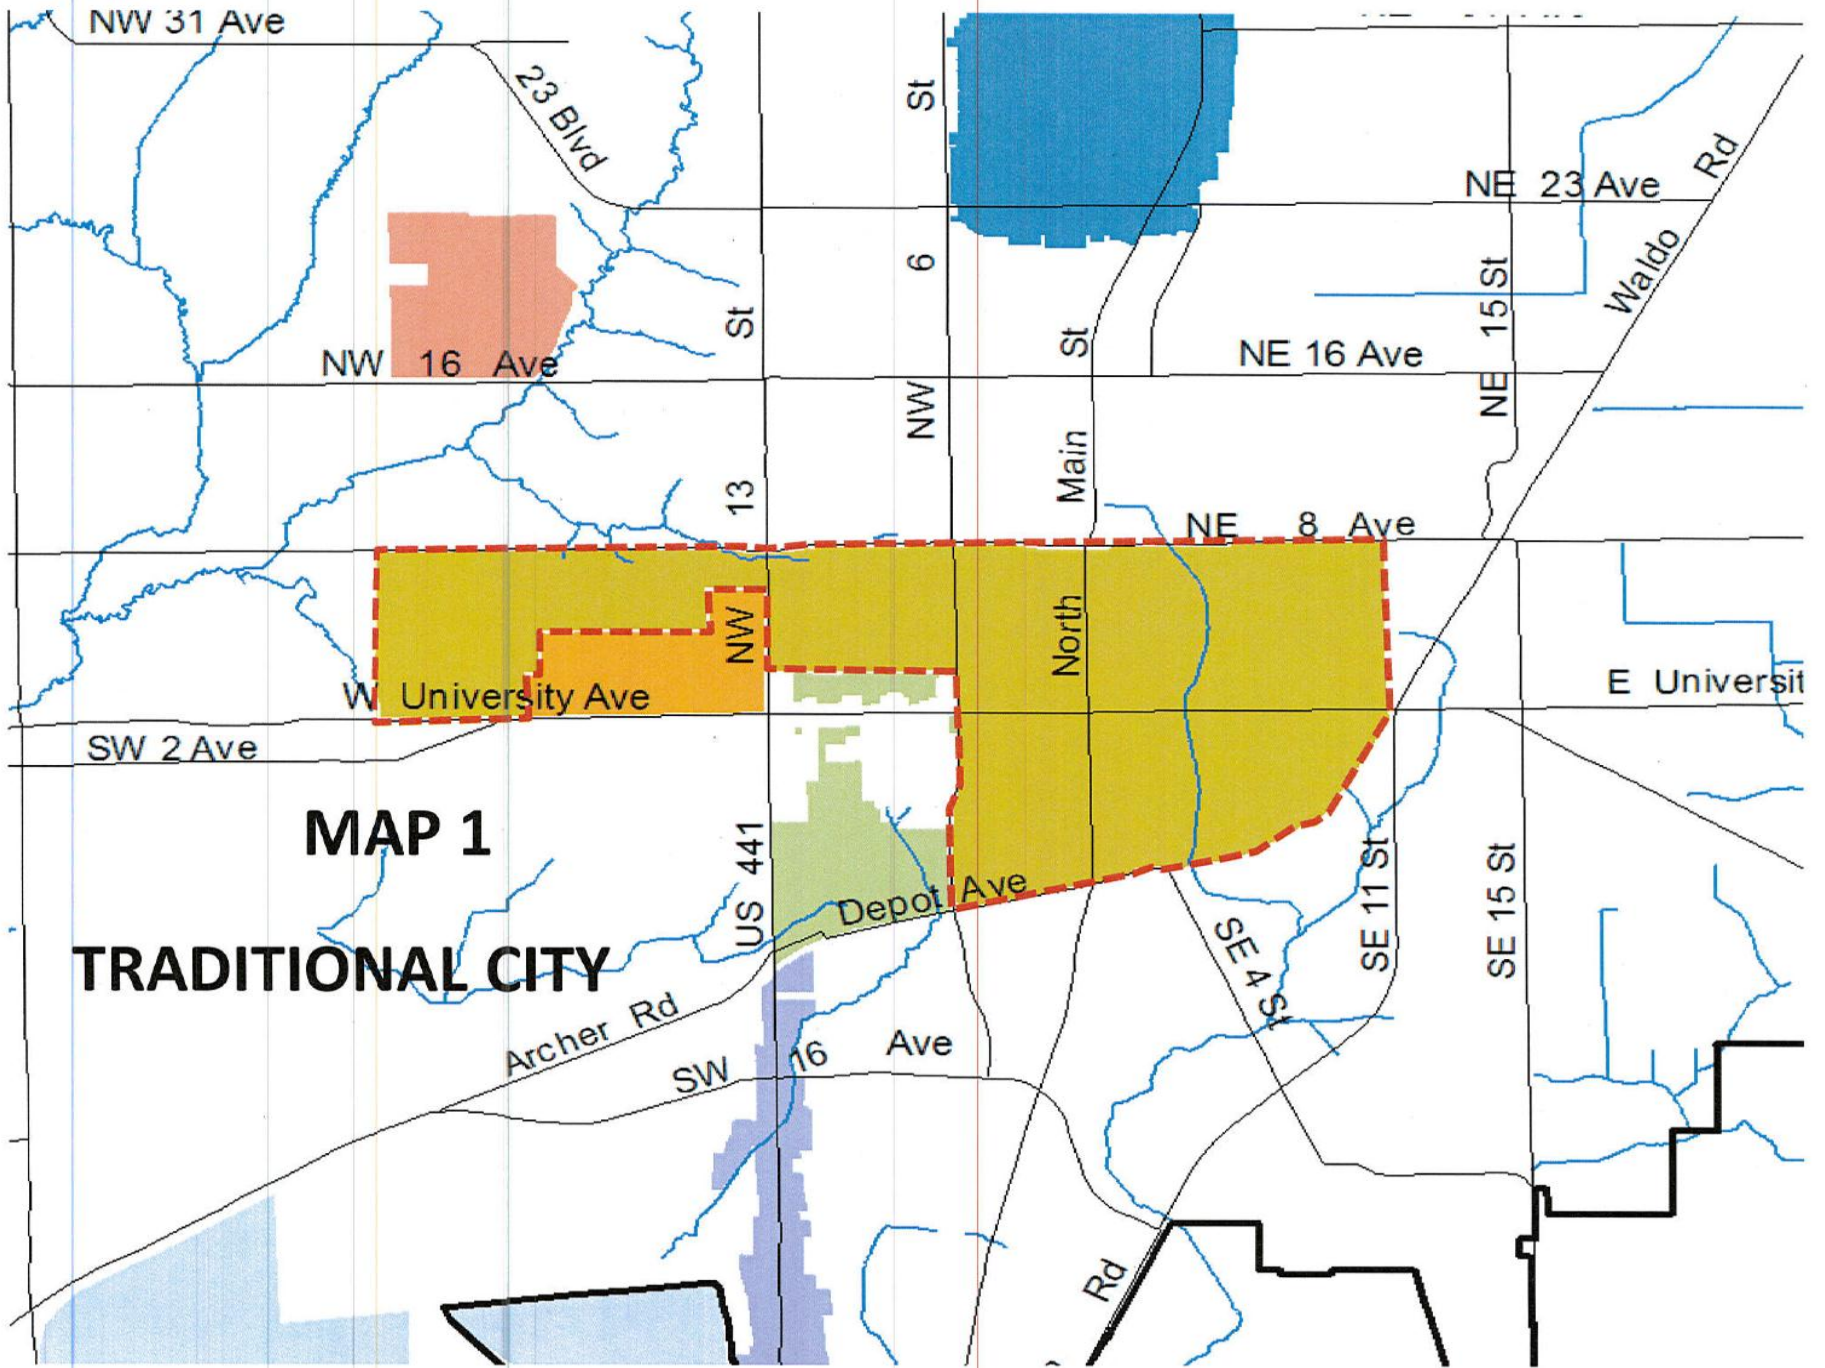 NW 31 Ave
23 Blvd
St
NE 23 Ave
Rd
6
Waldo
NE 15 St
St
St
NW 16 Ave
NE 16 Ave
NW
13
Main
NE 8 Ave
NW
North
W University Ave
E Universit
SW 2 Ave
MAP 1
US 441
SE 11 St
SE 15 St
Depot Ave
TRADITIONAL CITY
SE 4 St
Archer Rd
SW 16 Ave
Rd